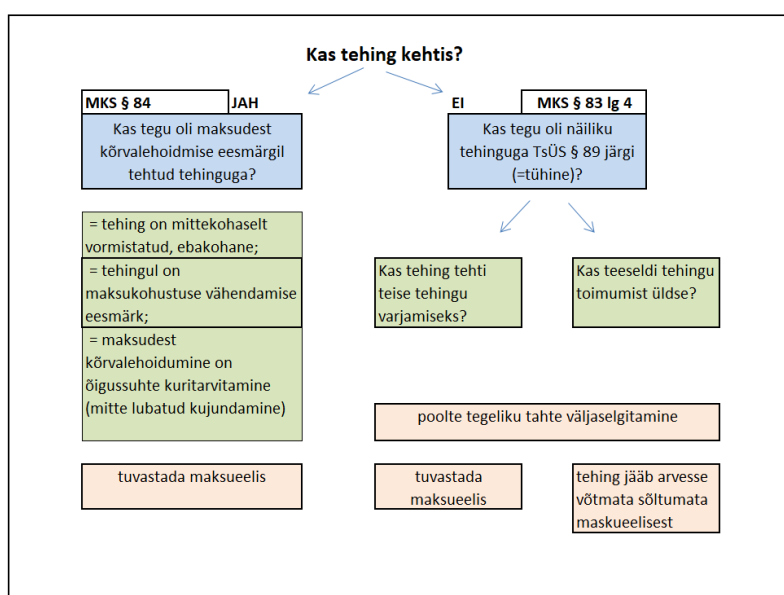 Kas tehing kehtis?
MKS § 84
JAH
Kas tegu oli maksudest
kõrvalehoidmise eesmärgil
tehtud tehinguga?
= tehing on mittekohaselt
vormistatud, ebakohane;
= tehingul on
maksukohustuse vähendamise
eesmärk;
= maksudest
kõrvalehoidumine on
õigussuhte kuritarvitamine
(mitte lubatud kujundamine)
tuvastada maksueelis
EI
MKS § 83 lg 4
Kas tegu oli näiliku
tehinguga TsÜS § 89 järgi
(=tühine)?
Kas tehing tehti
teise tehingu
varjamiseks?
Kas teeseldi tehingu
toimumist üldse?
poolte tegeliku tahte väljaselgitamine
tuvastada
maksueelis
tehing jääb arvesse
võtmata sõltumata
maskueelisest